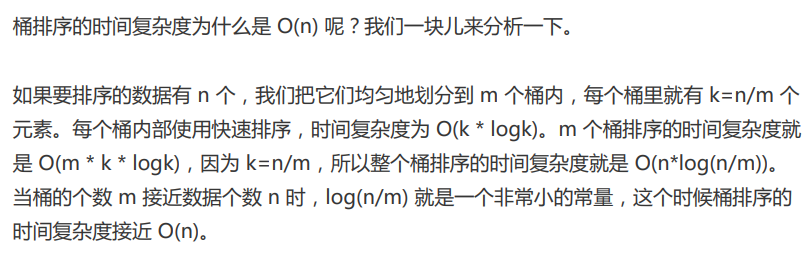 桶排序的时间复杂度为什么是 O(n) 呢？我们一块儿来分析一下。
如果要排序的数据有 n 个，我们把它们均匀地划分到 m 个桶内，每个桶里就有 k=n/m 个
元素。每个桶内部使用快速排序，时间复杂度为 O(k * logk)。m 个桶排序的时间复杂度就
是 O(m * k * logk)，因为 k=n/m，所以整个桶排序的时间复杂度就是 O(n*log(n/m))。
当桶的个数 m 接近数据个数 n 时，log(n/m) 就是一个非常小的常量，这个时候桶排序的
时间复杂度接近 O(n)。